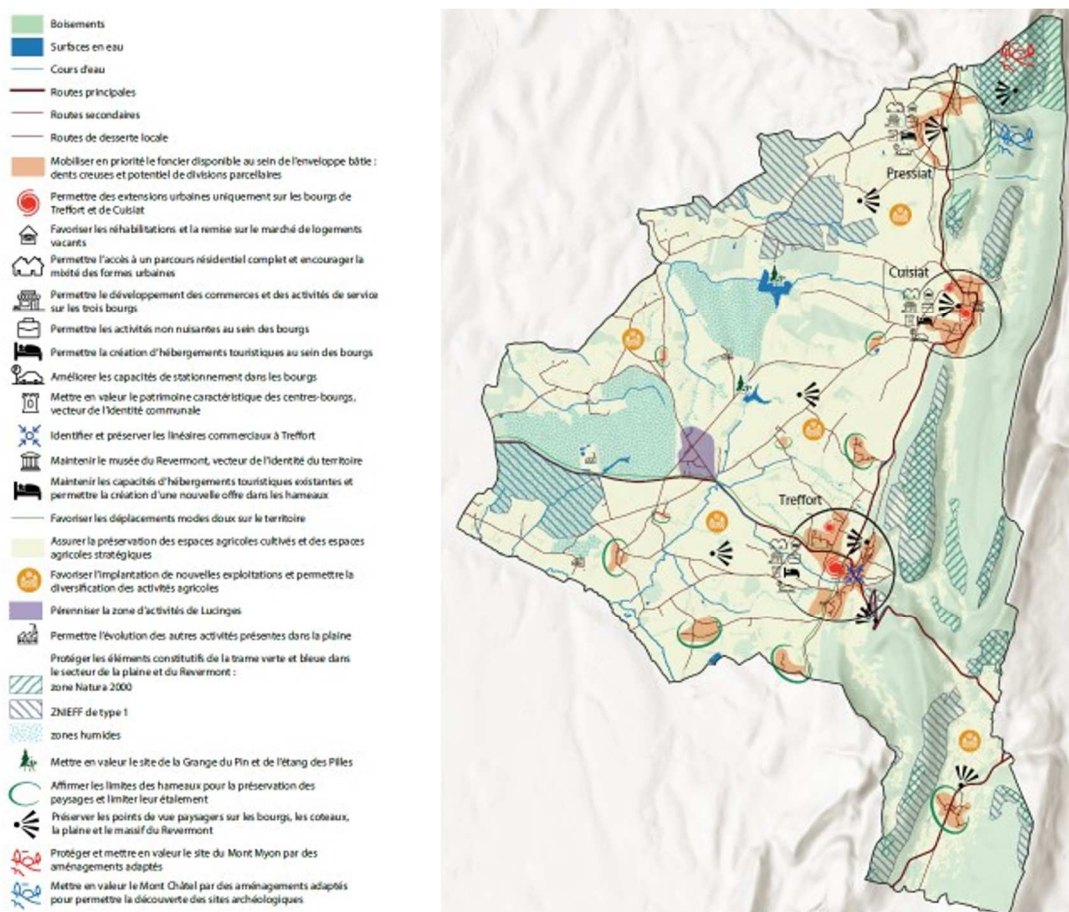 Boisements
Surfaces en eau
Cours d'eau
Routes principales
Routes secondaires
Routes de desserte locale
Mobiliser en priorité le foncier disponible au sein de l'enveloppe bâtie :
dents creuses et potentiel de divisions parcellaires
Permettre des extensions urbaines uniquement sur les bourgs de
Treffort et de Cuisiat
Favoriser les réhabilitations et la remise sur le marché de logements
vacants
Permettre l'accès à un parcours résidentiel complet et encourager la
mixité des formes urbaines
Permettre le développement des commerces et des activités de service
sur les trois bourgs
Permettre les activités non nuisantes au sein des bourgs
Permettre la création d'hébergements touristiques au sein des bourgs
Améliorer les capacités de stationnement dans les bourgs
Mettre en valeur le patrimoine caractéristique des centres-bourgs,
vecteur de l'identité communale
Identifier et préserver les linéaires commerciaux à Treffort
Maintenir le musée du Revermont, vecteur de l'identité du territoire
Maintenir les capacités d'hébergements touristiques existantes et
permettre la création d'une nouvelle offre dans les hameaux
Favoriser les déplacements modes doux sur le territoire
Assurer la préservation des espaces agricoles cultivés et des espaces
agricoles stratégiques
Favoriser l'implantation de nouvelles exploitations et permettre la
diversification des activités agricoles
Pérenniser la zone d'activités de Lucinges
Permettre l'évolution des autres activités présentes dans la plaine
Protéger les éléments constitutifs de la trame verte et bleue dans
le secteur de la plaine et du Revermont :
zone Natura 2000
ZNIEFF de type 1
zones humides
Mettre en valeur le site de la Grange du Pin et de l'étang des Pilles
Affirmer les limites des hameaux pour la préservation des
paysages et limiter leur étalement
Préserver les points de vue paysagers sur les bourgs, les coteaux,
la plaine et le massif du Revermont
Protéger et mettre en valeur le site du Mont Myon par des
aménagements adaptés
Mettre en valeur le Mont Châtel par des aménagements adaptés
pour permettre la découverte des sites archéologiques
Pressiat
Cuisiat
Treffort